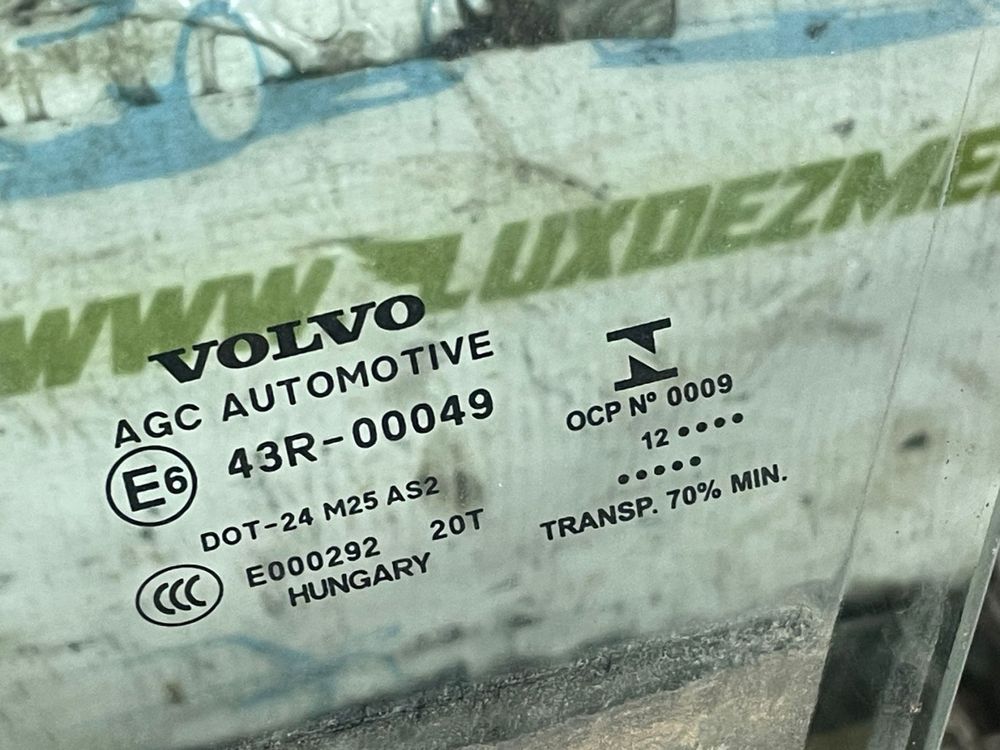 WWW.LUXDEZME
VOLVO
AGC AUTOMOTIVE
E6 43R-00049
DOT-24 M25 AS2
CCC E000292 20T
HUNGARY
OCP Nº 0009
12 ••••
•••••
TRANSP. 70% MIN.